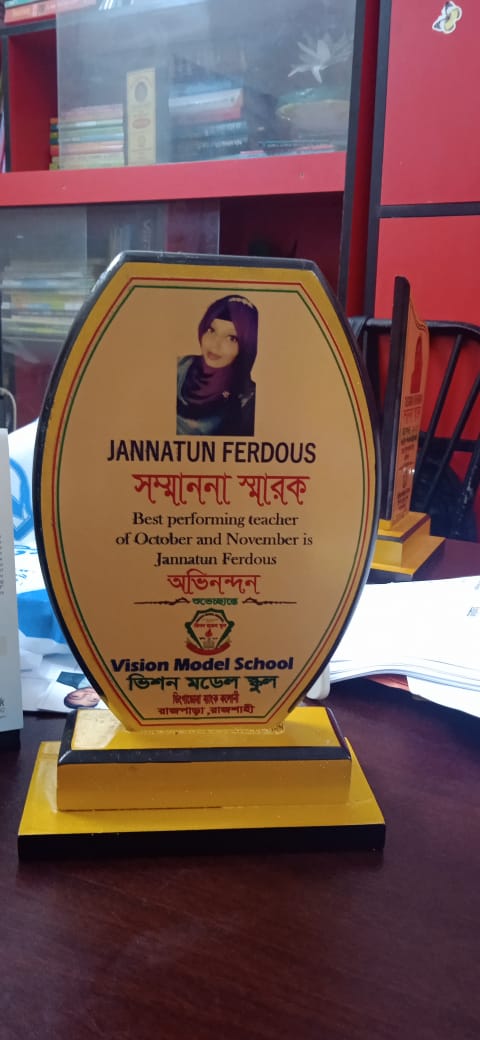 JANNATUN FERDOUS
সম্মাননা স্মারক
Best performing teacher
of October and November is
Jannatun Ferdous
অভিনন্দন
শুভেচ্ছান্তে
Vision Model School
ভিশন মডেল স্কুল
রাজপাড়া,রাজশাহী